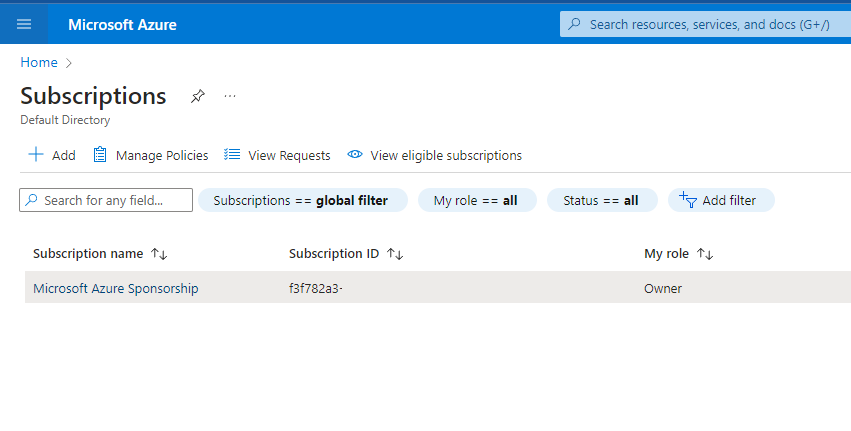 Microsoft Azure
Search resources, services, and docs (G+/)
Home
Subscriptions
Default Directory
Add Manage Policies View Requests View eligible subscriptions
Search for any field... Subscriptions == global filter My role == all Status == all Add filter
Subscription name Subscription ID My role
Microsoft Azure Sponsorship f3f782a3- Owner